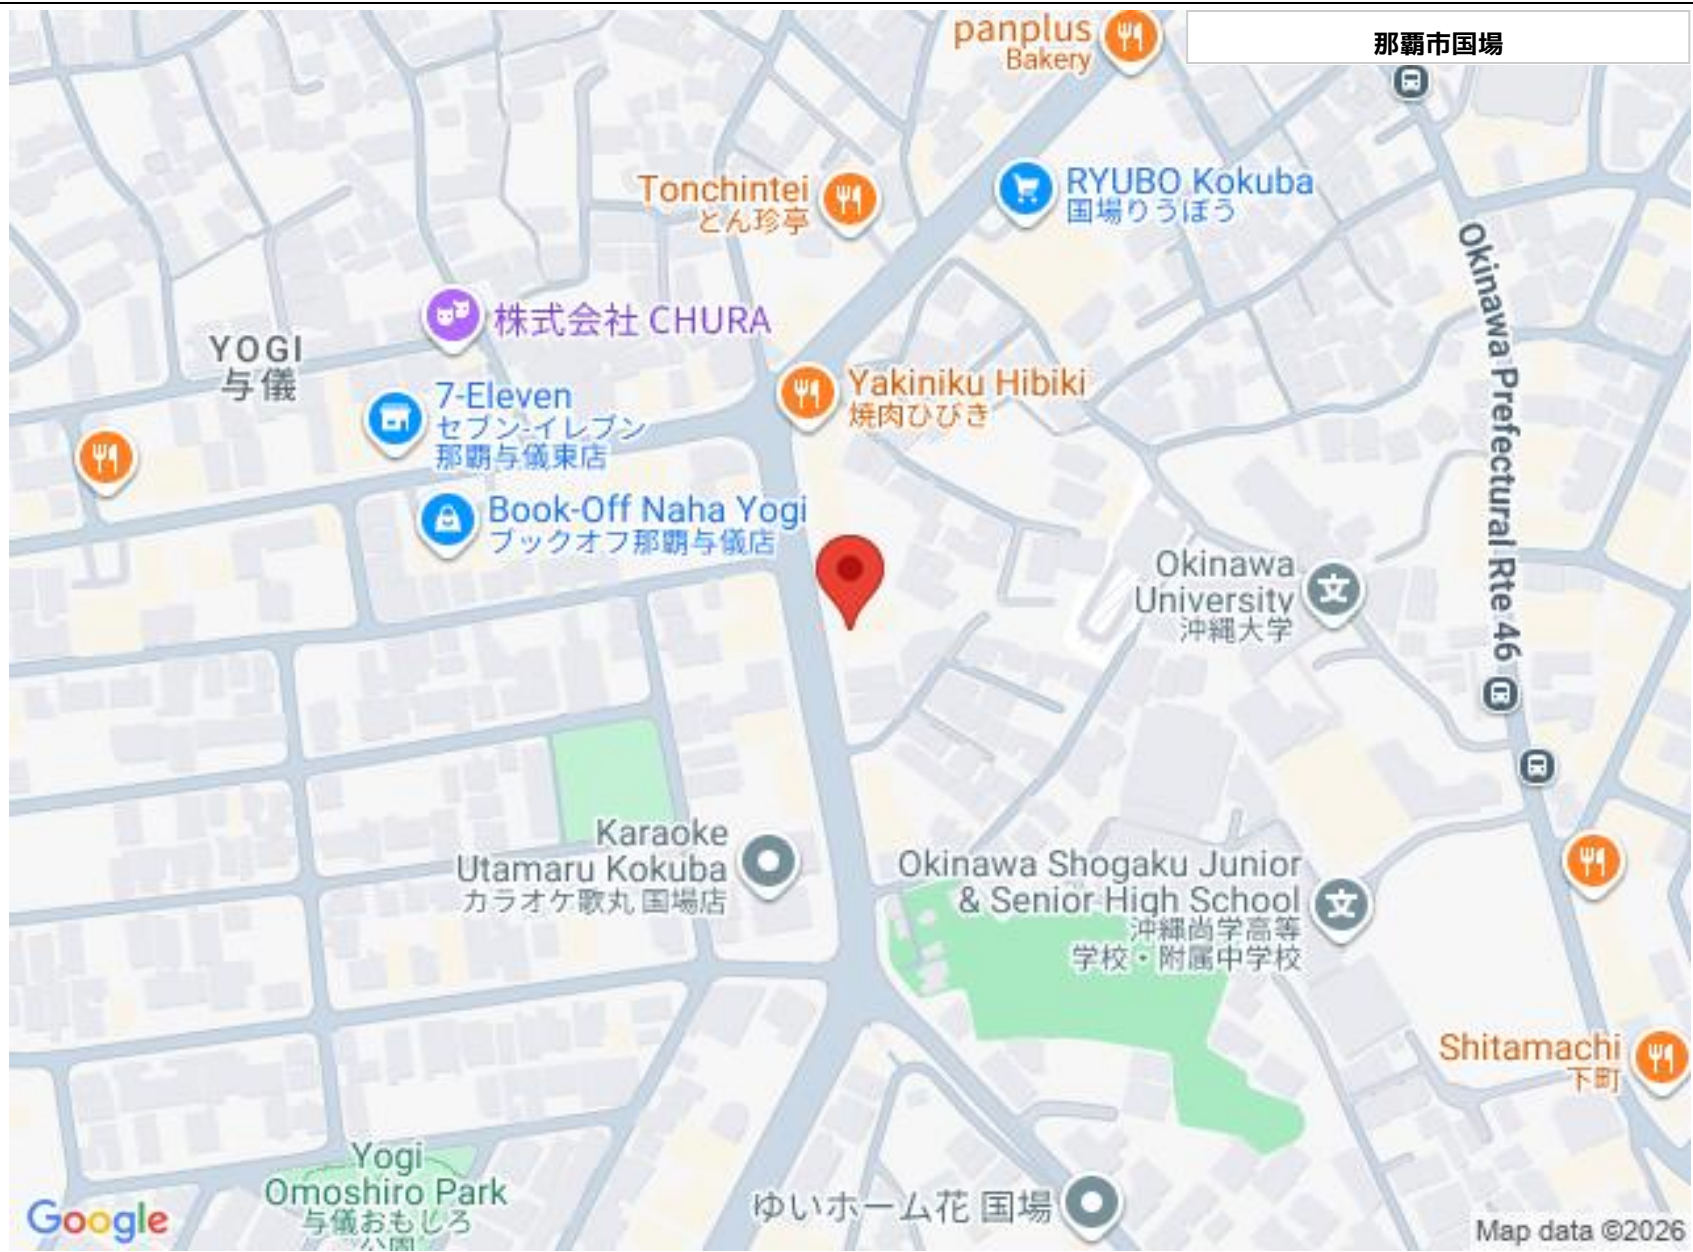 panplus
Bakery
那覇市国場
Tonchintei
とん珍亭
RYUBO Kokuba
国場りうぼう
Okinawa Prefectural Rte 46
株式会社 CHURA
YOGI
与儀
7-Eleven
セブン-イレブン
那覇与儀東店
Yakiniku Hibiki
焼肉ひびき
Book-Off Naha Yogi
ブックオフ那覇与儀店
Okinawa
University
沖縄大学
文
Karaoke
Utamaru Kokuba
カラオケ歌丸 国場店
Okinawa Shogaku Junior
& Senior High School
沖縄尚学高等
学校・附属中学校
文
Shitamachi
下町
Yogi
Omoshiro Park
与儀おもしろ
公園
ゆいホーム花 国場
Google
Map data ©2026